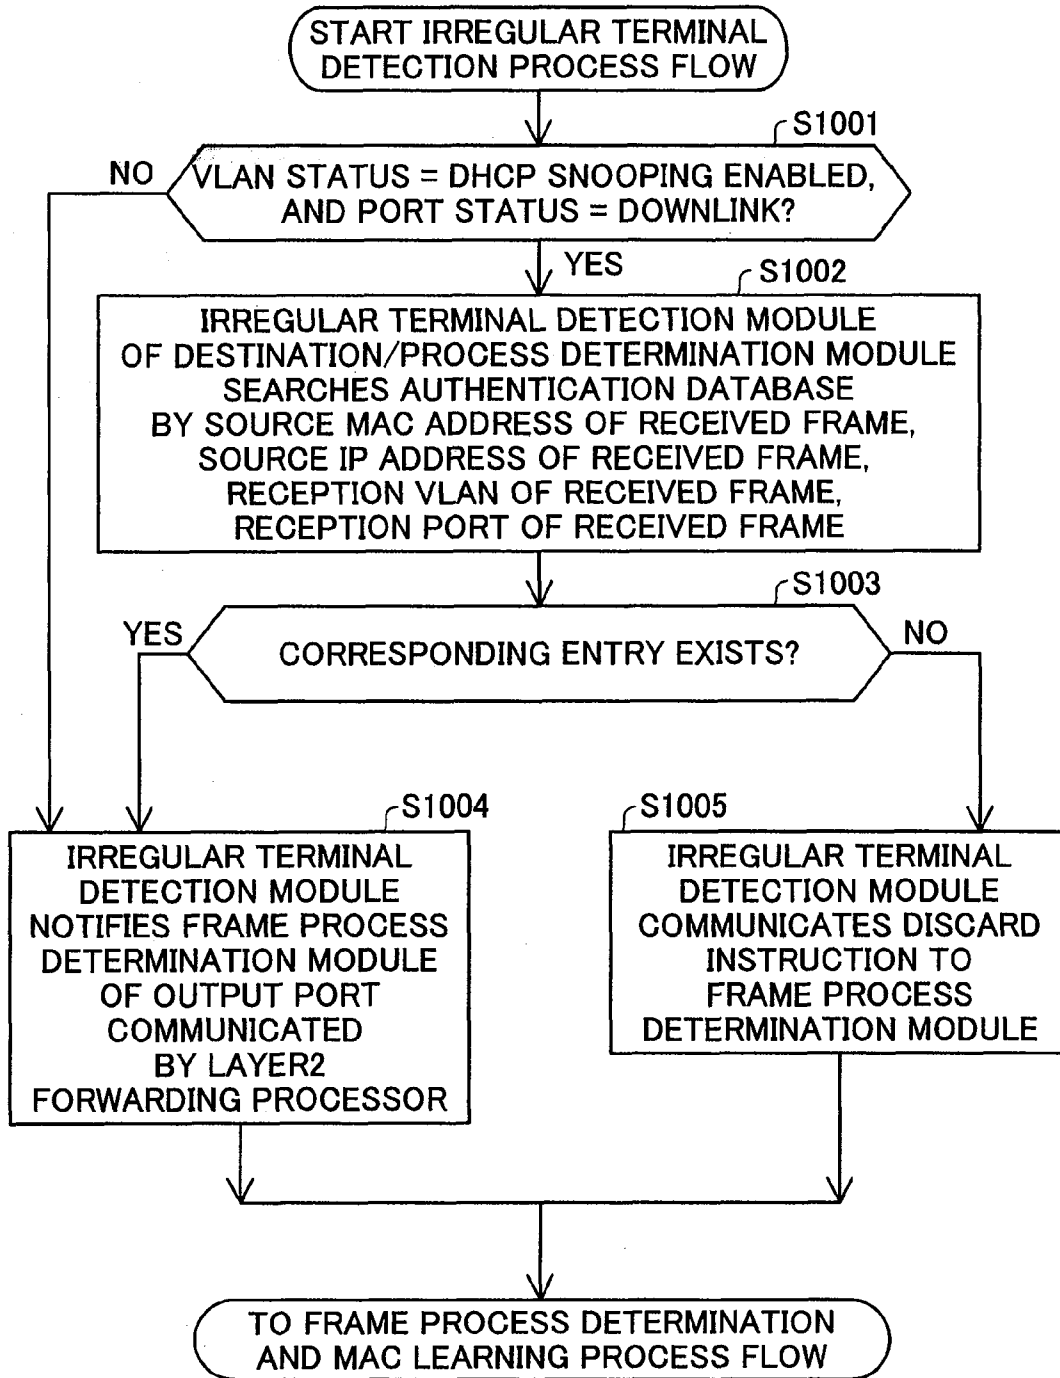 START IRREGULAR TERMINAL
DETECTION PROCESS FLOW
S1001
NO
VLAN STATUS = DHCP SNOOPING ENABLED,
AND PORT STATUS = DOWNLINK?
YES
S1002
IRREGULAR TERMINAL DETECTION MODULE
OF DESTINATION/PROCESS DETERMINATION MODULE
SEARCHES AUTHENTICATION DATABASE
BY SOURCE MAC ADDRESS OF RECEIVED FRAME,
SOURCE IP ADDRESS OF RECEIVED FRAME,
RECEPTION VLAN OF RECEIVED FRAME,
RECEPTION PORT OF RECEIVED FRAME
S1003
YES
CORRESPONDING ENTRY EXISTS?
NO
S1004
IRREGULAR TERMINAL
DETECTION MODULE
NOTIFIES FRAME PROCESS
DETERMINATION MODULE
OF OUTPUT PORT
COMMUNICATED
BY LAYER2
FORWARDING PROCESSOR
S1005
IRREGULAR TERMINAL
DETECTION MODULE
COMMUNICATES DISCARD
INSTRUCTION TO
FRAME PROCESS
DETERMINATION MODULE
TO FRAME PROCESS DETERMINATION
AND MAC LEARNING PROCESS FLOW